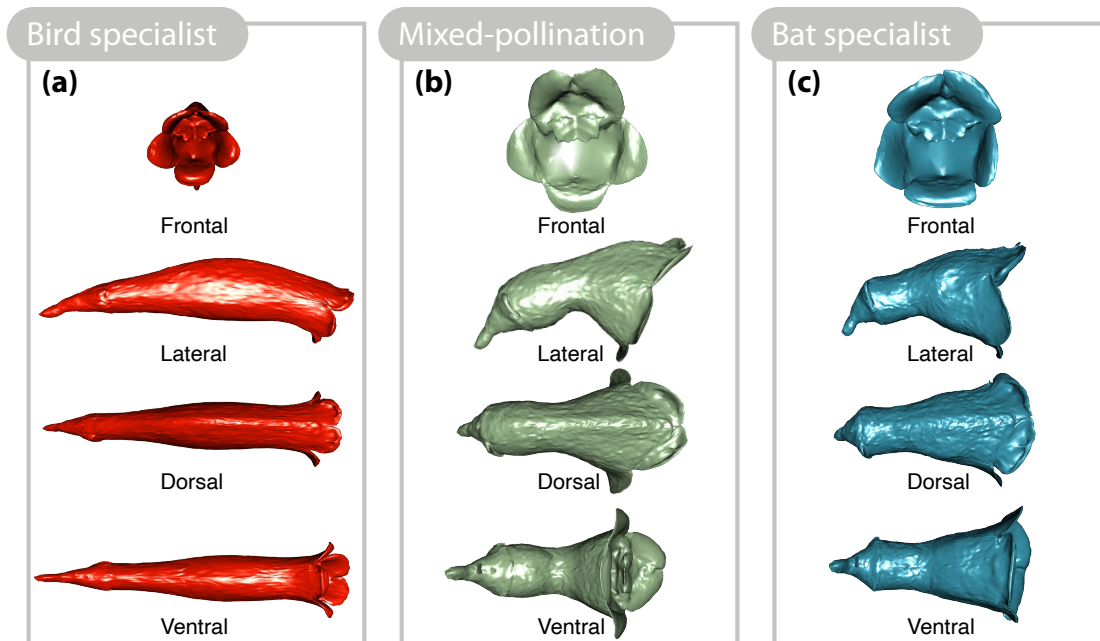 Bird specialist
(a)
Frontal
Lateral
Dorsal
Ventral
Mixed-pollination
(b)
Frontal
Lateral
Dorsal
Ventral
Bat specialist
(c)
Frontal
Lateral
Dorsal
Ventral